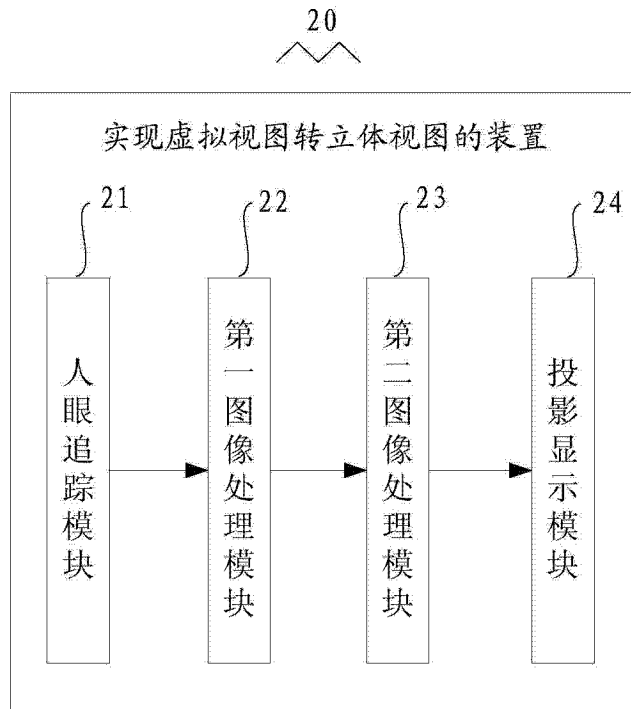 20
实现虚拟视图转立体视图的装置
21
22
23
24
人眼追踪模块
第一图像处理模块
第二图像处理模块
投影显示模块